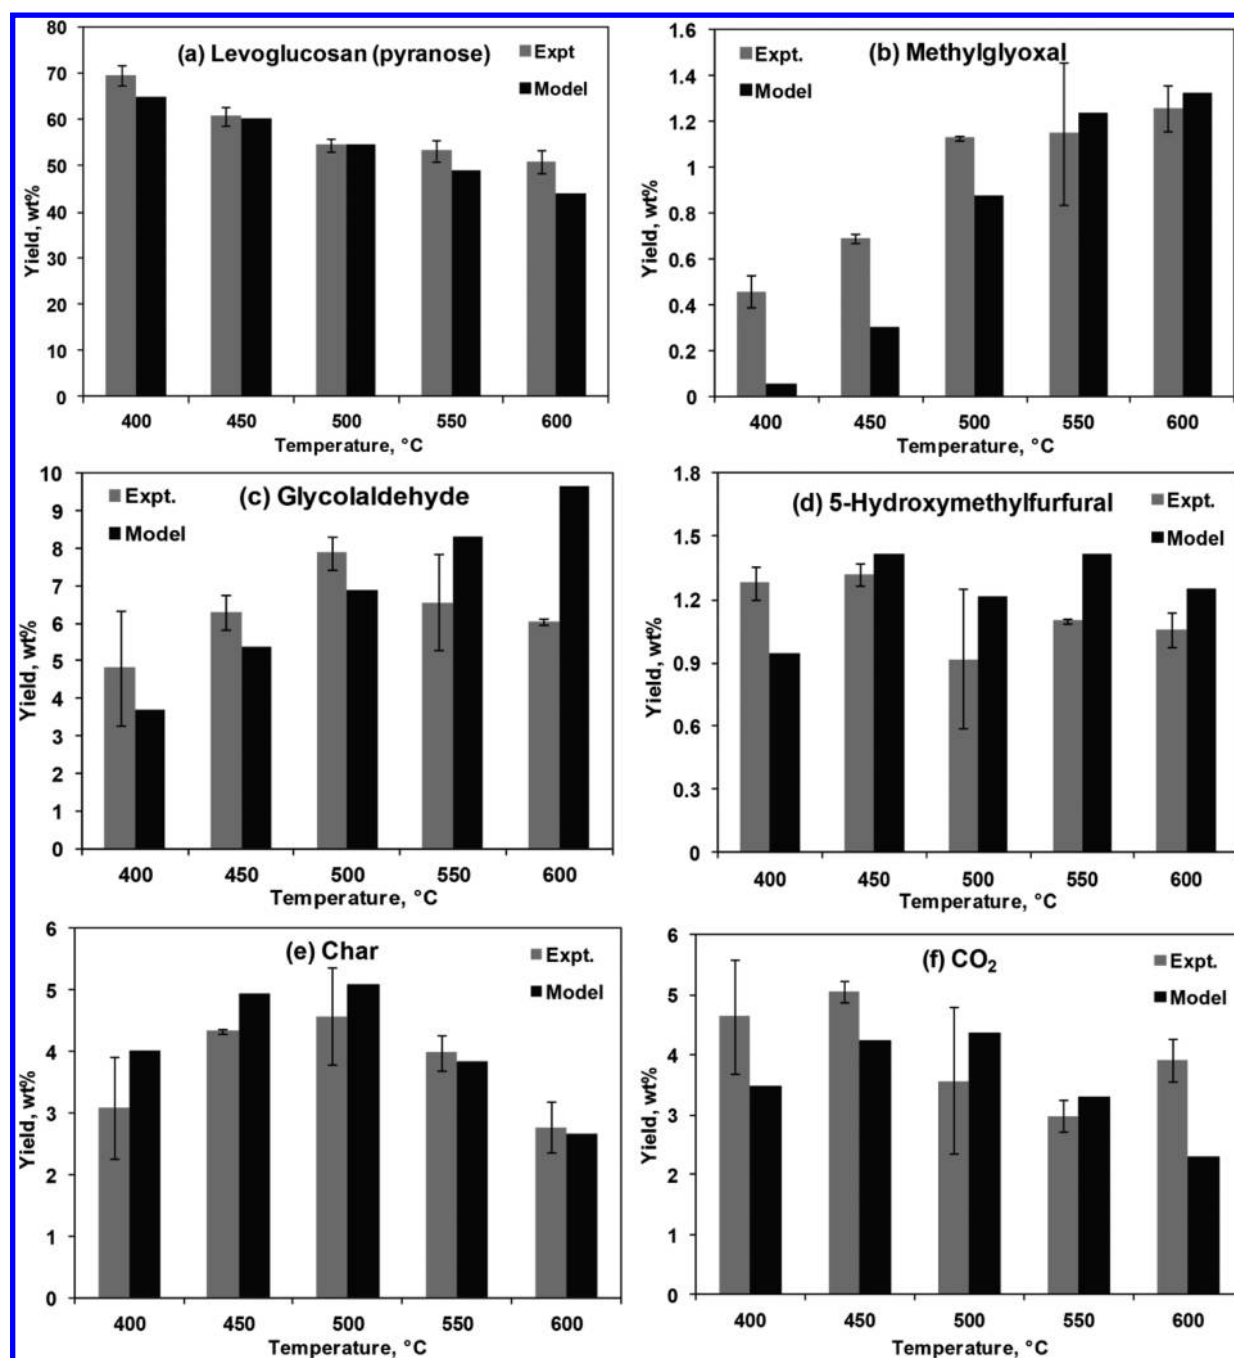 (a) Levoglucosan (pyranose)
Expt
Model
Yield, wt%
80
70
60
50
40
30
20
10
0
400 450 500 550 600
Temperature, °C
(b) Methylglyoxal
Expt.
Model
Yield, wt%
1.6
1.4
1.2
1
0.8
0.6
0.4
0.2
0
400 450 500 550 600
Temperature, °C
(c) Glycolaldehyde
Expt.
Model
Yield, wt%
10
9
8
7
6
5
4
3
2
1
0
400 450 500 550 600
Temperature, °C
(d) 5-Hydroxymethylfurfural
Expt.
Model
Yield, wt%
1.8
1.5
1.2
0.9
0.6
0.3
0
400 450 500 550 600
Temperature, °C
(e) Char
Expt.
Model
Yield, wt%
6
5
4
3
2
1
0
400 450 500 550 600
Temperature, °C
(f) CO₂
Expt.
Model
Yield, wt%
6
5
4
3
2
1
0
400 450 500 550 600
Temperature, °C